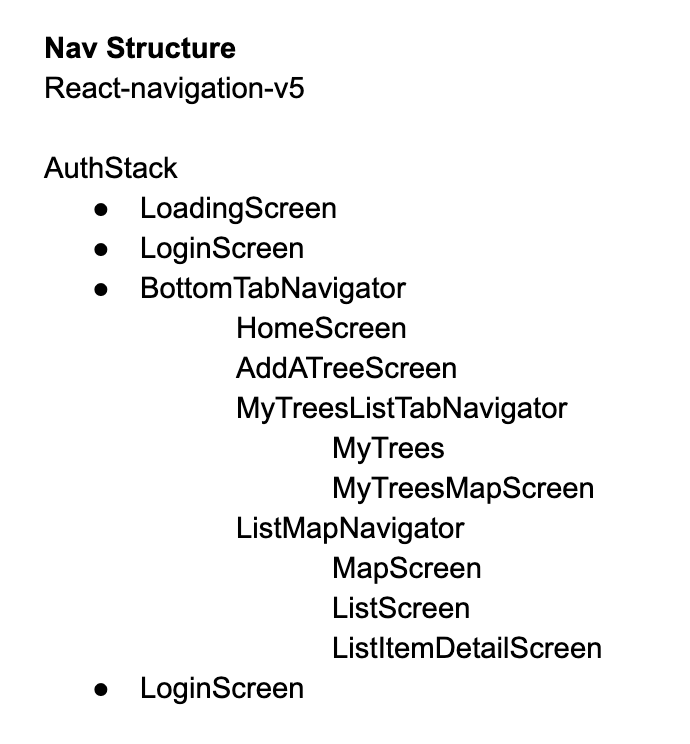 Nav Structure
React-navigation-v5
AuthStack
● LoadingScreen
● LoginScreen
● BottomTabNavigator
HomeScreen
AddATreeScreen
MyTreesListTabNavigator
MyTrees
MyTreesMapScreen
ListMapNavigator
MapScreen
ListScreen
ListItemDetailScreen
● LoginScreen